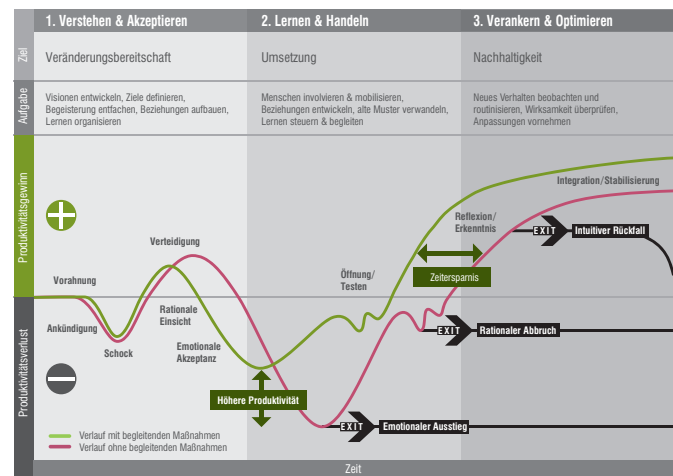 1. Verstehen & Akzeptieren
2. Lernen & Handeln
3. Verankern & Optimieren
Ziel
Veränderungsbereitschaft
Umsetzung
Nachhaltigkeit
Aufgabe
Visionen entwickeln, Ziele definieren,
Begeisterung entfachen, Beziehungen aufbauen,
Lernen organisieren
Menschen involvieren & mobilisieren,
Beziehungen entwickeln, alte Muster verwandeln,
Lernen steuern & begleiten
Neues Verhalten beobachten und
routinisieren, Wirksamkeit überprüfen,
Anpassungen vornehmen
Produktivitätsgewinn
Integration/Stabilisierung
Reflexion/
Erkenntnis
EXIT
Intuitiver Rückfall
Verteidigung
Öffnung/
Testen
Zeitersparnis
Vorahnung
Produktivitätsverlust
Ankündigung
Schock
Rationale
Einsicht
Emotionale
Akzeptanz
EXIT
Rationaler Abbruch
Höhere Produktivität
EXIT
Emotionaler Ausstieg
Verlauf mit begleitenden Maßnahmen
Verlauf ohne begleitenden Maßnahmen
Zeit